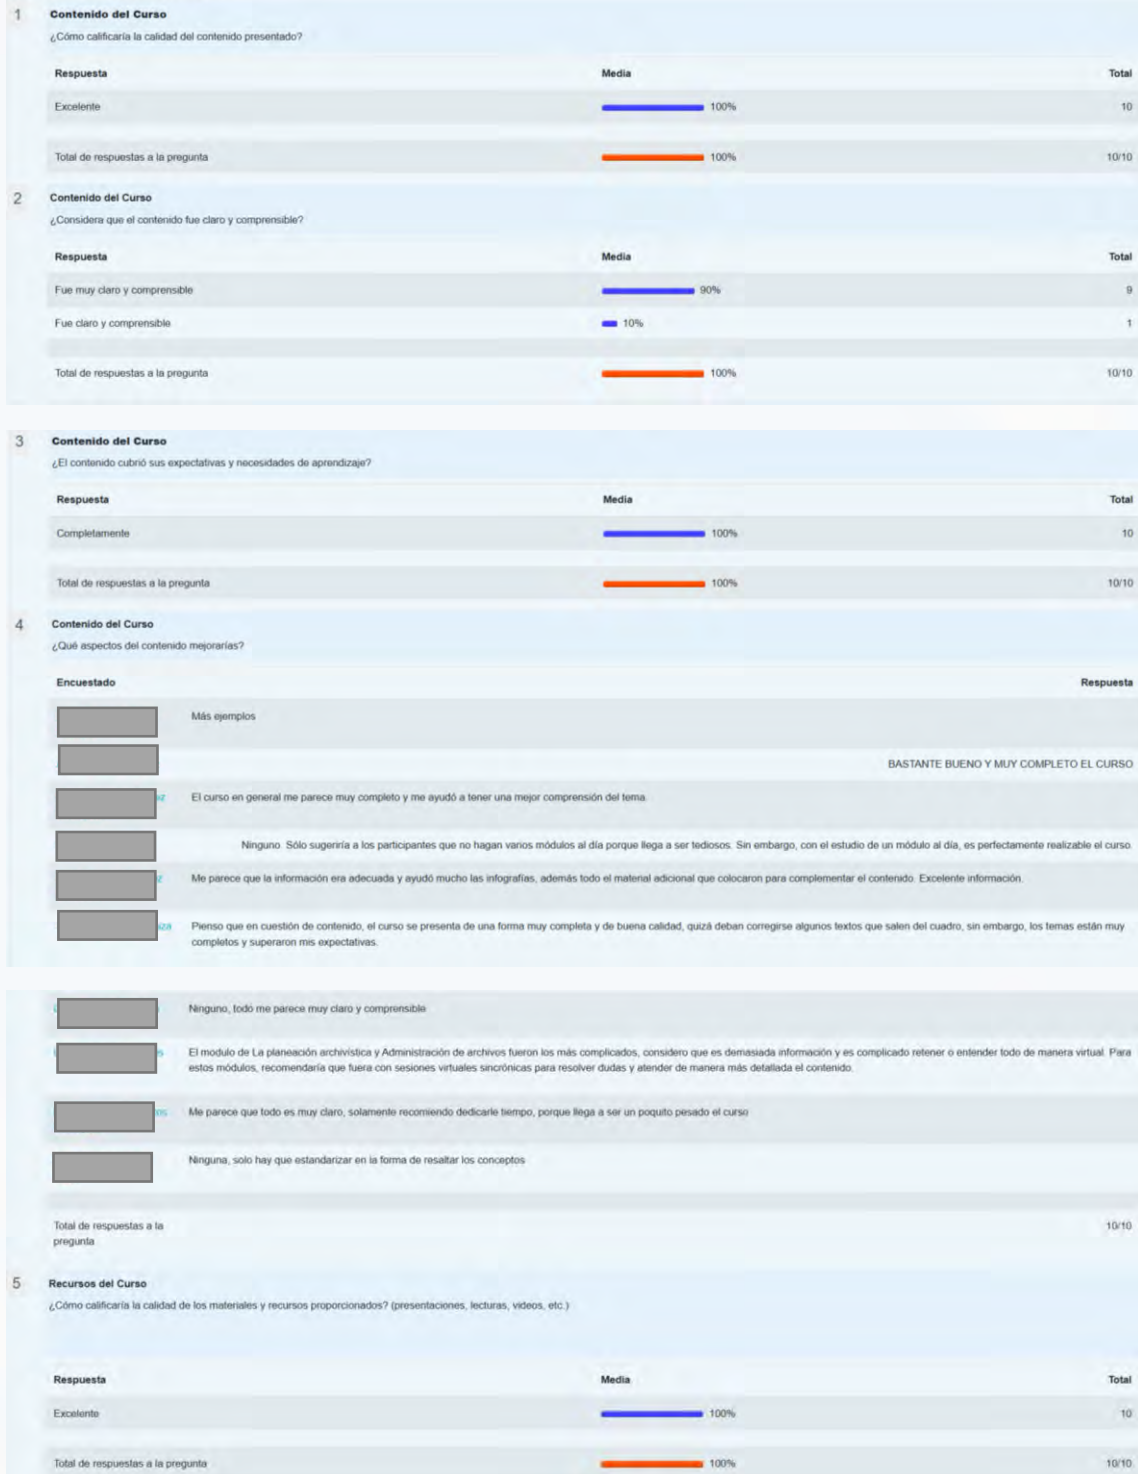 1 Contenido del Curso
¿Cómo calificaría la calidad del contenido presentado?
Respuesta Media Total
Excelente 100% 10
Total de respuestas a la pregunta 100% 10/10
2 Contenido del Curso
¿Considera que el contenido fue claro y comprensible?
Respuesta Media Total
Fue muy claro y comprensible 90% 9
Fue claro y comprensible 10% 1
Total de respuestas a la pregunta 100% 10/10
3 Contenido del Curso
¿El contenido cubrió sus expectativas y necesidades de aprendizaje?
Respuesta Media Total
Completamente 100% 10
Total de respuestas a la pregunta 100% 10/10
4 Contenido del Curso
¿Qué aspectos del contenido mejorarías?
Encuestado Respuesta
Más ejemplos
BASTANTE BUENO Y MUY COMPLETO EL CURSO
El curso en general me parece muy completo y me ayudó a tener una mejor comprensión del tema.
Ninguno. Sólo sugeriría a los participantes que no hagan varios módulos al día porque llega a ser tediosos. Sin embargo, con el estudio de un módulo al día, es perfectamente realizable el curso.
Me parece que la información era adecuada y ayudó mucho las infografías, además todo el material adicional que colocaron para complementar el contenido. Excelente información.
Pienso que en cuestión de contenido, el curso se presenta de una forma muy completa y de buena calidad, quizá deban corregirse algunos textos que salen del cuadro, sin embargo, los temas están muy
completos y superaron mis expectativas.
Ninguno, todo me parece muy claro y comprensible
El modulo de La planeación archivística y Administración de archivos fueron los más complicados, considero que es demasiada información y es complicado retener o entender todo de manera virtual. Para
estos módulos, recomendaría que fuera con sesiones virtuales sincrónicas para resolver dudas y atender de manera más detallada el contenido.
Me parece que todo es muy claro, solamente recomiendo dedicarle tiempo, porque llega a ser un poquito pesado el curso
Ninguna, solo hay que estandarizar en la forma de resaltar los conceptos
Total de respuestas a la 10/10
pregunta
5 Recursos del Curso
¿Cómo calificaría la calidad de los materiales y recursos proporcionados? (presentaciones, lecturas, videos, etc.)
Respuesta Media Total
Excelente 100% 10
Total de respuestas a la pregunta 100% 10/10